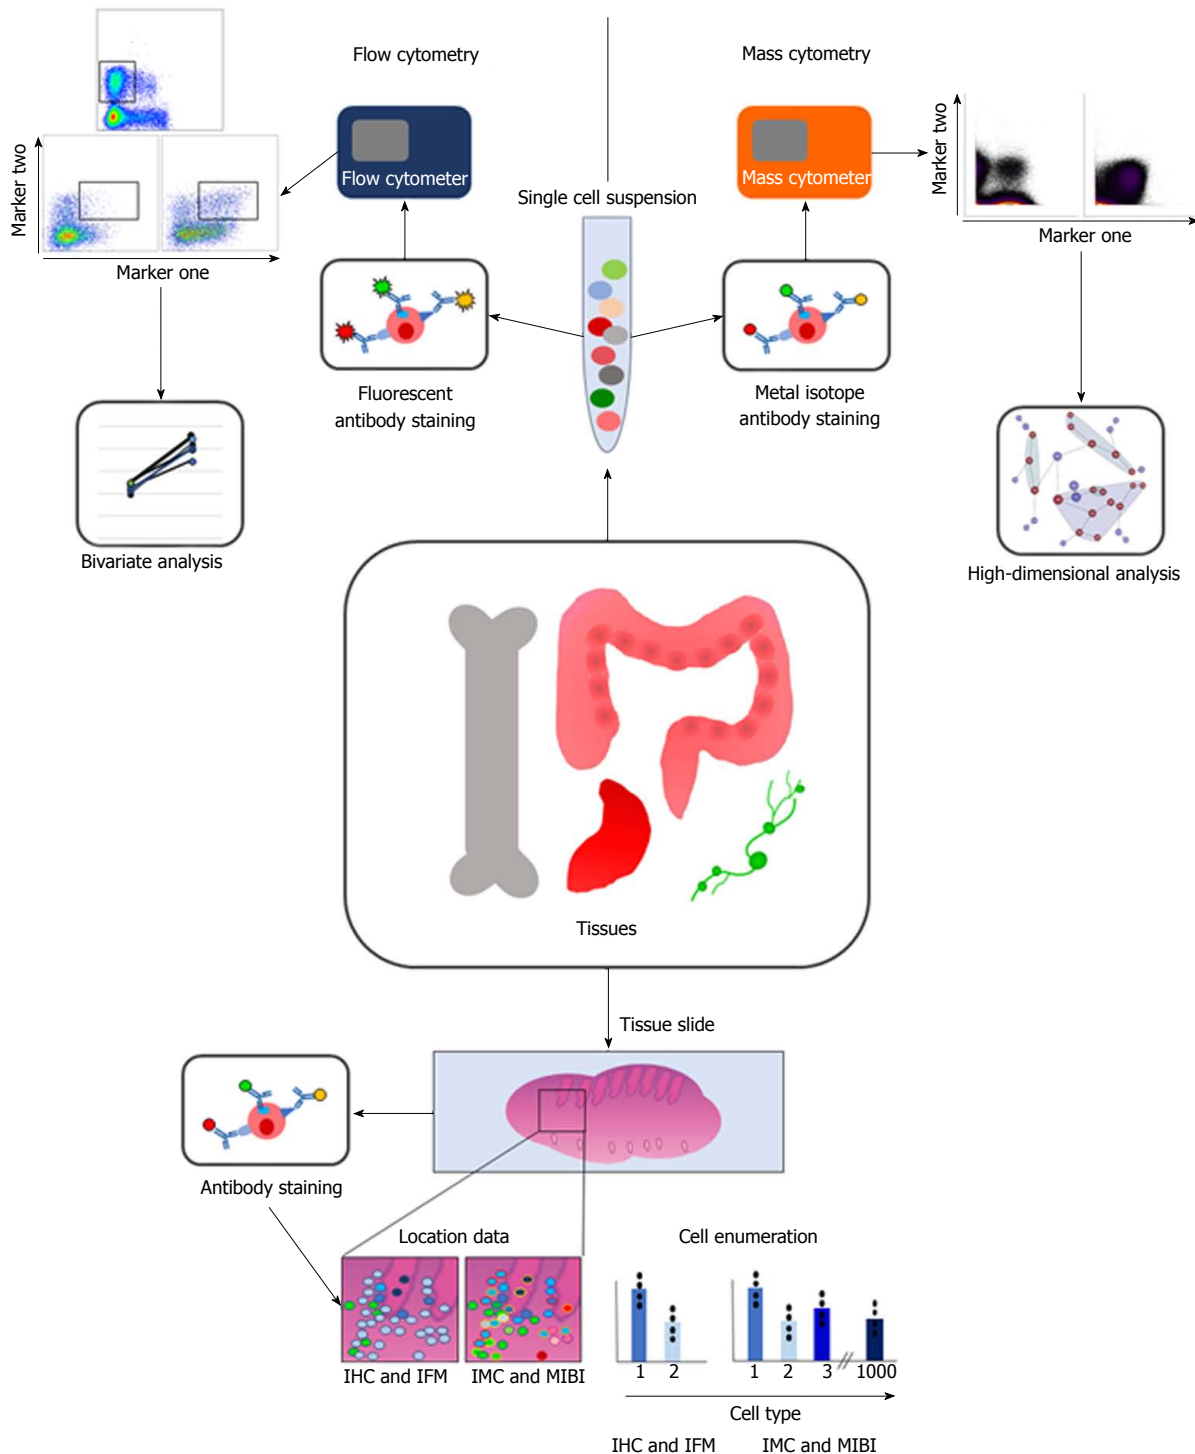 Flow cytometry
Mass cytometry
Marker two
Flow cytometer
Marker one
Single cell suspension
Mass cytometer
Marker two
Marker one
Fluorescent
antibody staining
Metal isotope
antibody staining
Bivariate analysis
High-dimensional analysis
Tissues
Tissue slide
Antibody staining
Location data
Cell enumeration
IHC and IFM
IMC and MIBI
1 2
1 2 3 1000
Cell type
IHC and IFM
IMC and MIBI